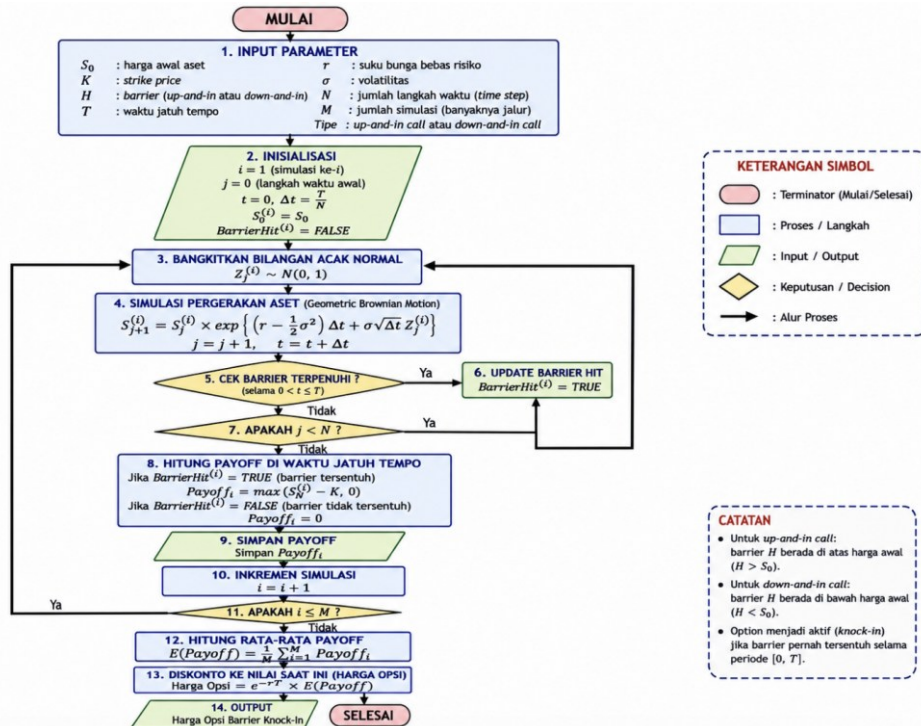 MULAI
1. INPUT PARAMETER
S₀ : harga awal aset
K : strike price
H : barrier (up-and-in atau down-and-in)
T : waktu jatuh tempo
r : suku bunga bebas risiko
σ : volatilitas
N : jumlah langkah waktu (time step)
M : jumlah simulasi (banyaknya jalur)
Tipe : up-and-in call atau down-and-in call
2. INISIALISASI
i = 1 (simulasi ke-i)
j = 0 (langkah waktu awal)
t = 0, Δt = T/N
S₀⁽ⁱ⁾ = S₀
BarrierHit⁽ⁱ⁾ = FALSE
3. BANGKITKAN BILANGAN ACAK NORMAL
Zⱼ⁽ⁱ⁾ ~ N(0, 1)
4. SIMULASI PERGERAKAN ASET (Geometric Brownian Motion)
Sⱼ₊₁⁽ⁱ⁾ = Sⱼ⁽ⁱ⁾ × exp { (r − ½σ²) Δt + σ√Δt Zⱼ⁽ⁱ⁾}
j = j + 1, t = t + Δt
5. CEK BARRIER TERPENUHI ?
(selama 0 < t ≤ T)
Ya
6. UPDATE BARRIER HIT
BarrierHit⁽ⁱ⁾ = TRUE
Tidak
7. APAKAH j < N ?
Ya
Tidak
8. HITUNG PAYOFF DI WAKTU JATUH TEMPO
Jika BarrierHit⁽ⁱ⁾ = TRUE (barrier tersentuh)
Payoffᵢ = max (S_N⁽ⁱ⁾ − K, 0)
Jika BarrierHit⁽ⁱ⁾ = FALSE (barrier tidak tersentuh)
Payoffᵢ = 0
9. SIMPAN PAYOFF
Simpan Payoffᵢ
10. INKREMEN SIMULASI
i = i + 1
Ya
11. APAKAH i ≤ M ?
Tidak
12. HITUNG RATA-RATA PAYOFF
E(Payoff) = 1/M ∑ᵢ₌₁ᴹ Payoffᵢ
13. DISKONTO KE NILAI SAAT INI (HARGA OPSI)
Harga Opsi = e⁻ʳᵀ × E(Payoff)
14. OUTPUT
Harga Opsi Barrier Knock-In
SELESAI
KETERANGAN SIMBOL
: Terminator (Mulai/Selesai)
: Proses / Langkah
: Input / Output
: Keputusan / Decision
: Alur Proses
CATATAN
• Untuk up-and-in call:
barrier H berada di atas harga awal
(H > S₀).
• Untuk down-and-in call:
barrier H berada di bawah harga awal
(H < S₀).
• Option menjadi aktif (knock-in)
jika barrier pernah tersentuh selama
periode [0, T].